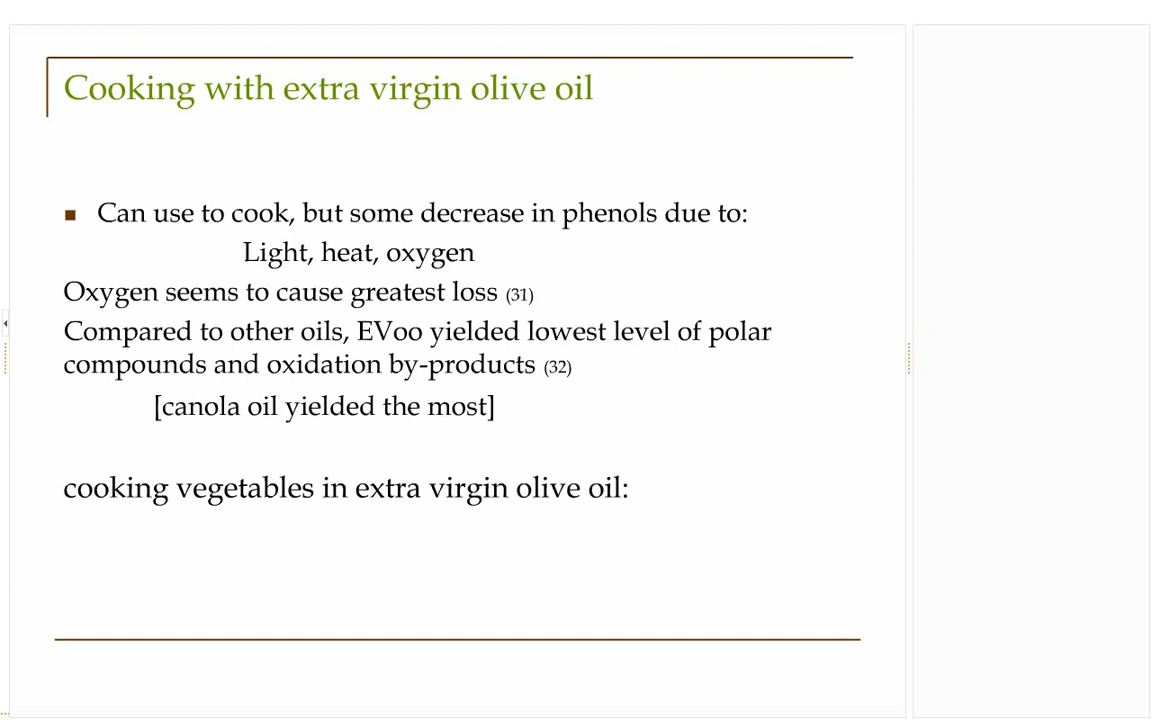 Cooking with extra virgin olive oil
Can use to cook, but some decrease in phenols due to:
Light, heat, oxygen
Oxygen seems to cause greatest loss (31)
Compared to other oils, EVoo yielded lowest level of polar
compounds and oxidation by-products (32)
[canola oil yielded the most]
cooking vegetables in extra virgin olive oil: